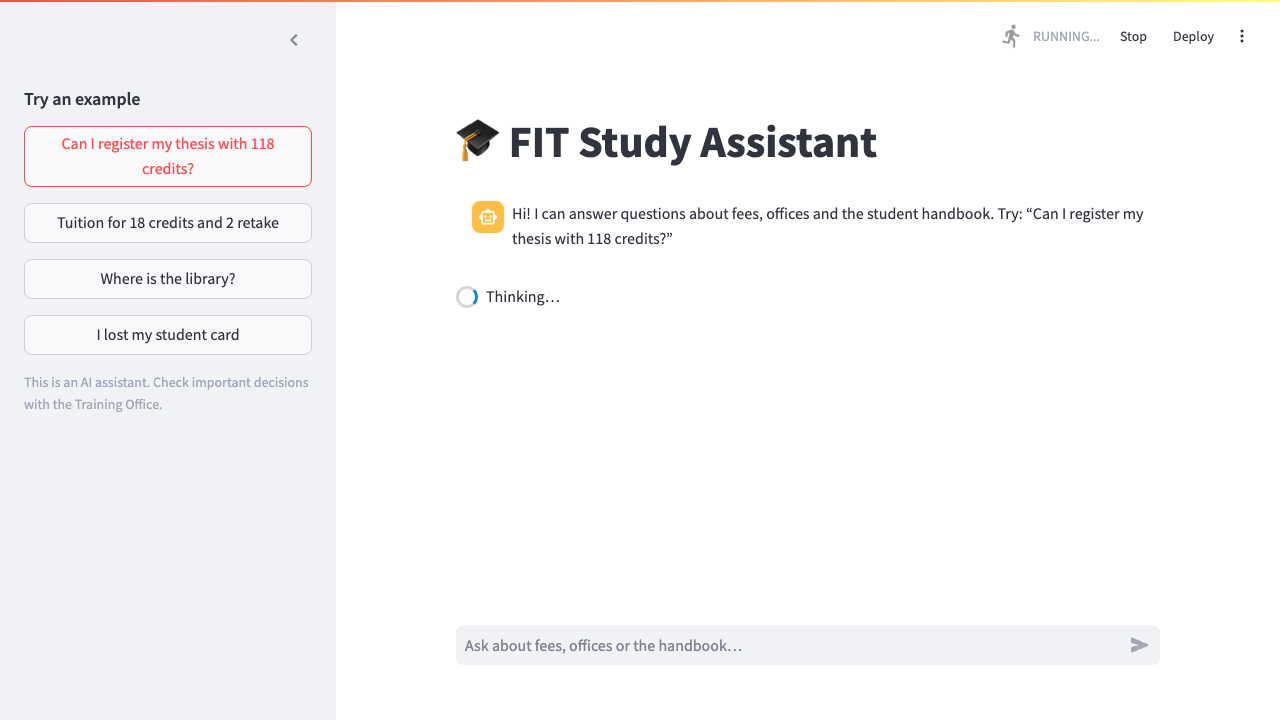 RUNNING...
Stop
Deploy
Try an example
Can I register my thesis with 118
credits?
Tuition for 18 credits and 2 retake
Where is the library?
I lost my student card
This is an AI assistant. Check important decisions
with the Training Office.
FIT Study Assistant
Hi! I can answer questions about fees, offices and the student handbook. Try: “Can I register my
thesis with 118 credits?”
Thinking…
Ask about fees, offices or the handbook…